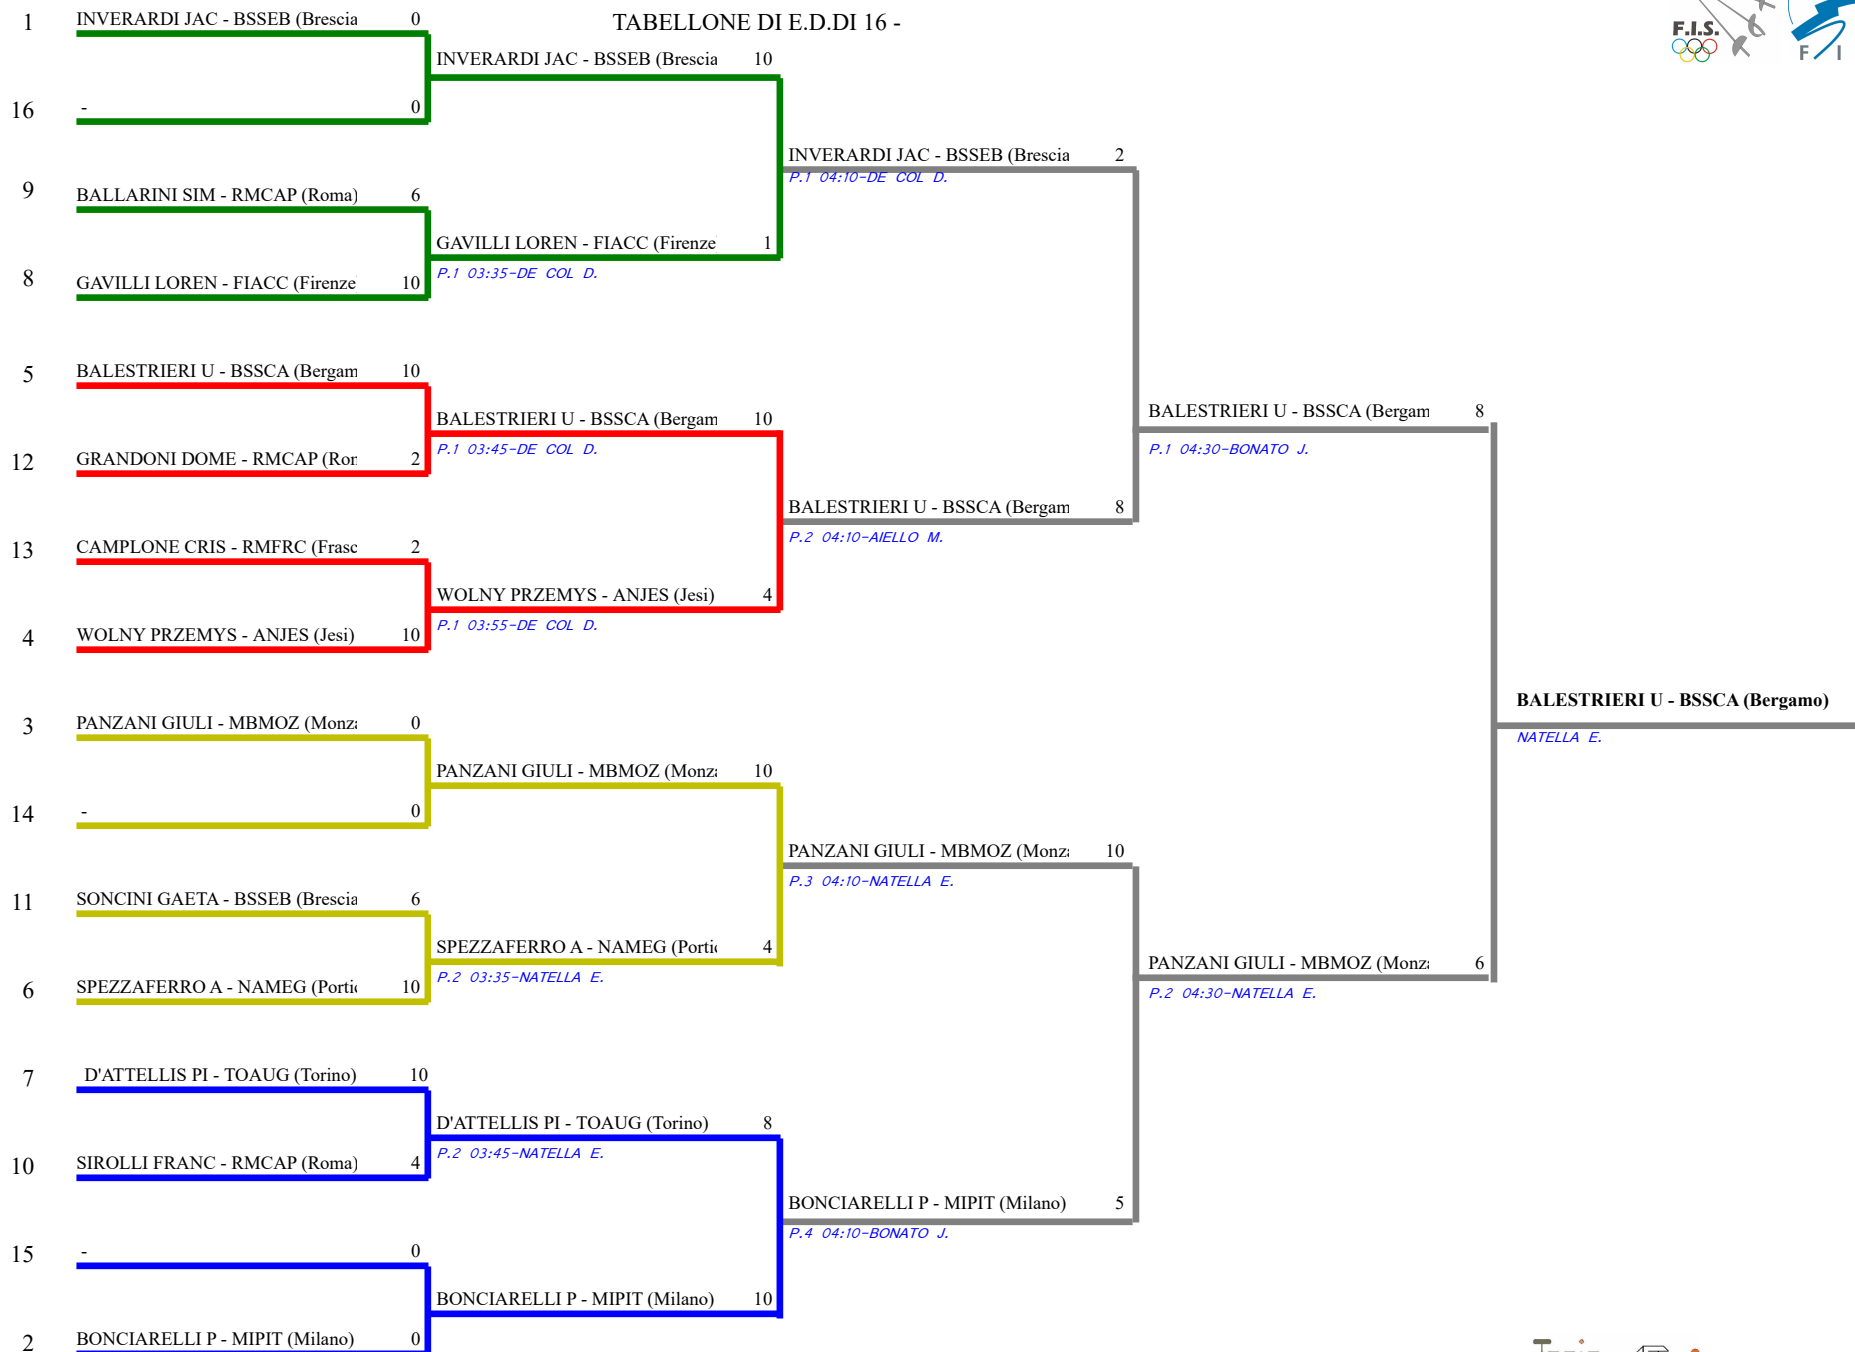 TABELLONE DI E.D.DI 16 -
F.I.S.
F I
1 INVERARDI JAC - BSSEB (Brescia 0
INVERARDI JAC - BSSEB (Brescia 10
16 - 0
INVERARDI JAC - BSSEB (Brescia 2
P.1 04:10-DE COL D.
9 BALLARINI SIM - RMCAP (Roma) 6
GAVILLI LOREN - FIACC (Firenze 1
P.1 03:35-DE COL D.
8 GAVILLI LOREN - FIACC (Firenze 10
5 BALESTRIERI U - BSSCA (Bergam 10
BALESTRIERI U - BSSCA (Bergam 10
P.1 03:45-DE COL D.
BALESTRIERI U - BSSCA (Bergam 8
P.1 04:30-BONATO J.
12 GRANDONI DOME - RMCAP (Ron 2
BALESTRIERI U - BSSCA (Bergam 8
P.2 04:10-AIELLO M.
13 CAMPLONE CRIS - RMFRC (Frasc 2
WOLNY PRZEMYS - ANJES (Jesi) 4
P.1 03:55-DE COL D.
4 WOLNY PRZEMYS - ANJES (Jesi) 10
BALESTRIERI U - BSSCA (Bergamo)
NATELLA E.
3 PANZANI GIULI - MBMOZ (Monza 0
PANZANI GIULI - MBMOZ (Monza 10
14 - 0
PANZANI GIULI - MBMOZ (Monza 10
P.3 04:10-NATELLA E.
11 SONCINI GAETA - BSSEB (Brescia 6
SPEZZAFERRO A - NAMEG (Portic 4
P.2 03:35-NATELLA E.
PANZANI GIULI - MBMOZ (Monza 6
P.2 04:30-NATELLA E.
6 SPEZZAFERRO A - NAMEG (Portic 10
7 D'ATTELLIS PI - TOAUG (Torino) 10
D'ATTELLIS PI - TOAUG (Torino) 8
P.2 03:45-NATELLA E.
10 SIROLLI FRANC - RMCAP (Roma) 4
BONCIARELLI P - MIPIT (Milano) 5
P.4 04:10-BONATO J.
15 - 0
BONCIARELLI P - MIPIT (Milano) 10
2 BONCIARELLI P - MIPIT (Milano) 0